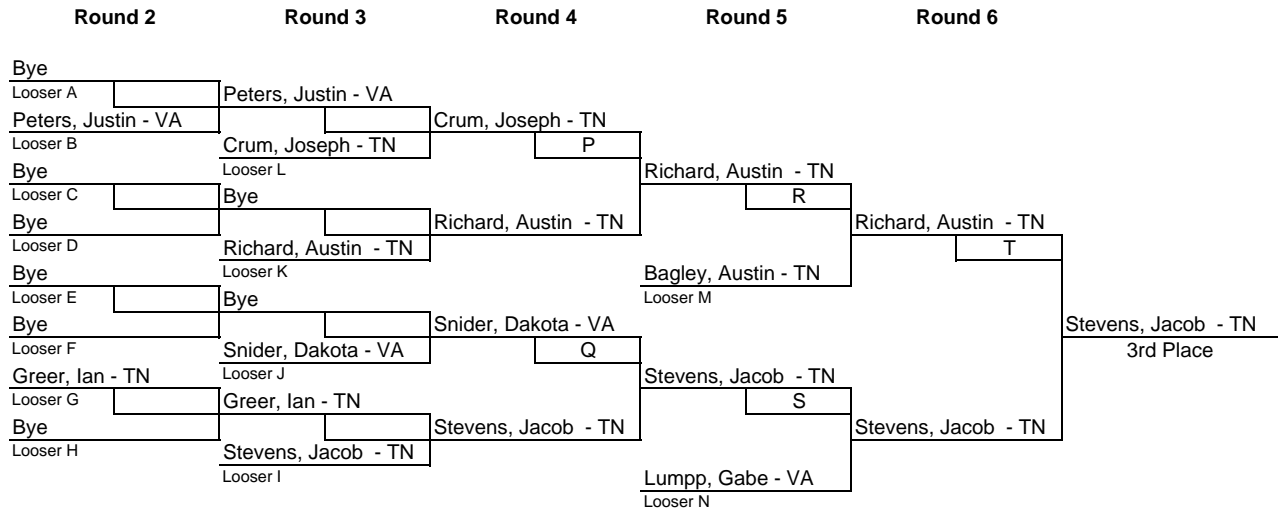 Round 2 Round 3 Round 4 Round 5 Round 6
Bye
Looser A
Peters, Justin - VA
Peters, Justin - VA
Crum, Joseph - TN
Looser B
Crum, Joseph - TN
P
Looser L
Bye
Richard, Austin - TN
Looser C
Bye
R
Bye
Richard, Austin - TN
Richard, Austin - TN
Looser D
Richard, Austin - TN
T
Looser K
Bye
Bagley, Austin - TN
Looser E
Bye
Looser M
Bye
Snider, Dakota - VA
Stevens, Jacob - TN
Looser F
Snider, Dakota - VA
Q
3rd Place
Looser J
Greer, Ian - TN
Stevens, Jacob - TN
Looser G
Greer, Ian - TN
S
Bye
Stevens, Jacob - TN
Stevens, Jacob - TN
Looser H
Stevens, Jacob - TN
Looser I
Lumpp, Gabe - VA
Looser N